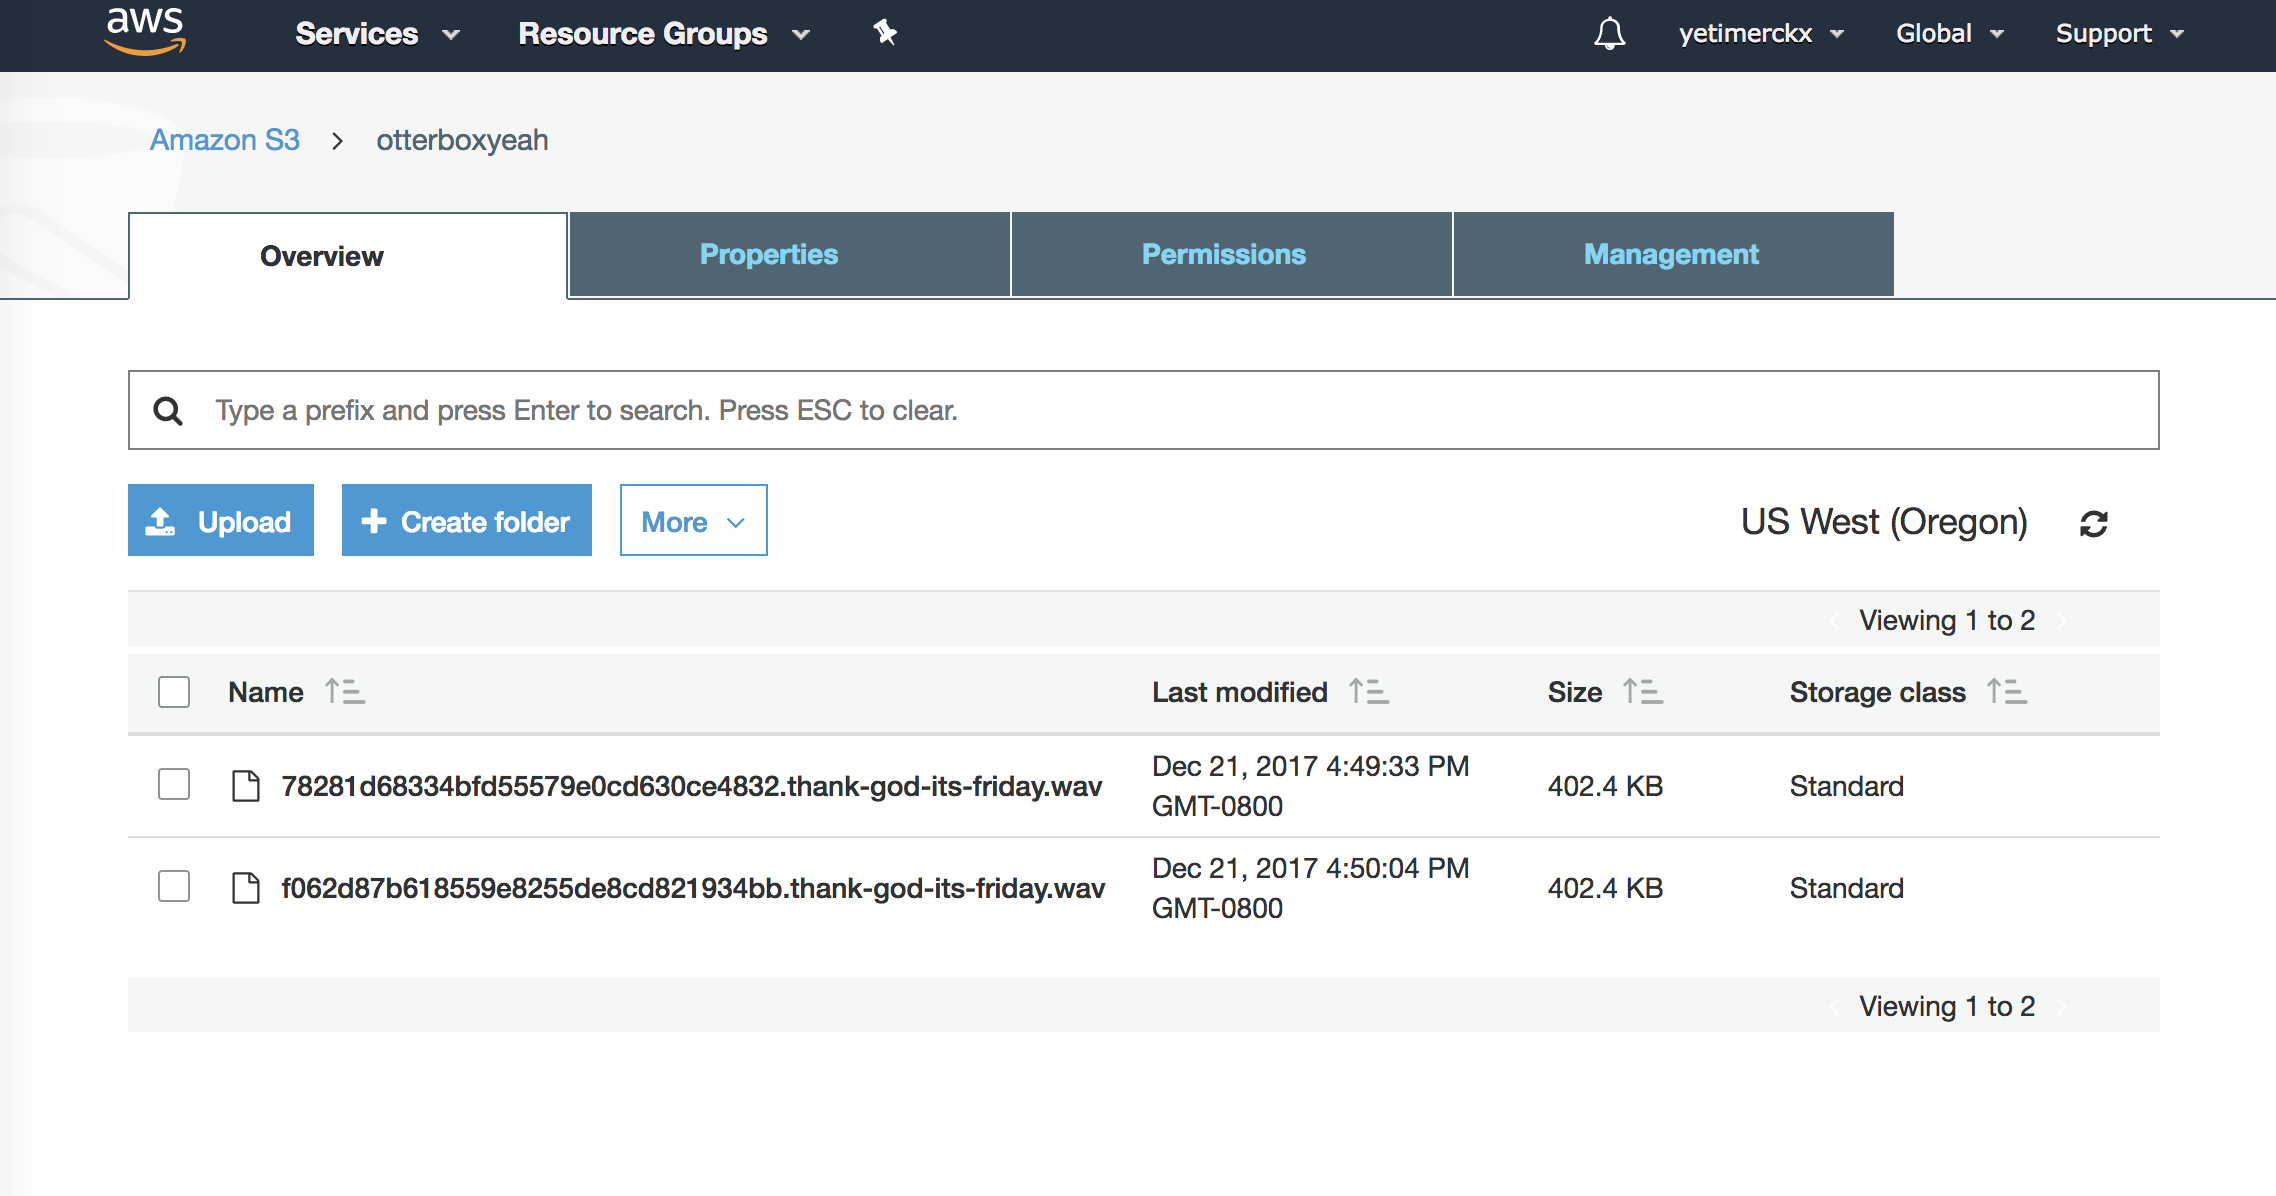 aws Services Resource Groups yetimerckx Global Support
Amazon S3 > otterboxyeah
Overview Properties Permissions Management
Type a prefix and press Enter to search. Press ESC to clear.
Upload Create folder More US West (Oregon)
Viewing 1 to 2
Name Last modified Size Storage class
78281d68334bfd55579e0cd630ce4832.thank-god-its-friday.wav Dec 21, 2017 4:49:33 PM 402.4 KB Standard
GMT-0800
f062d87b618559e8255de8cd821934bb.thank-god-its-friday.wav Dec 21, 2017 4:50:04 PM 402.4 KB Standard
GMT-0800
Viewing 1 to 2